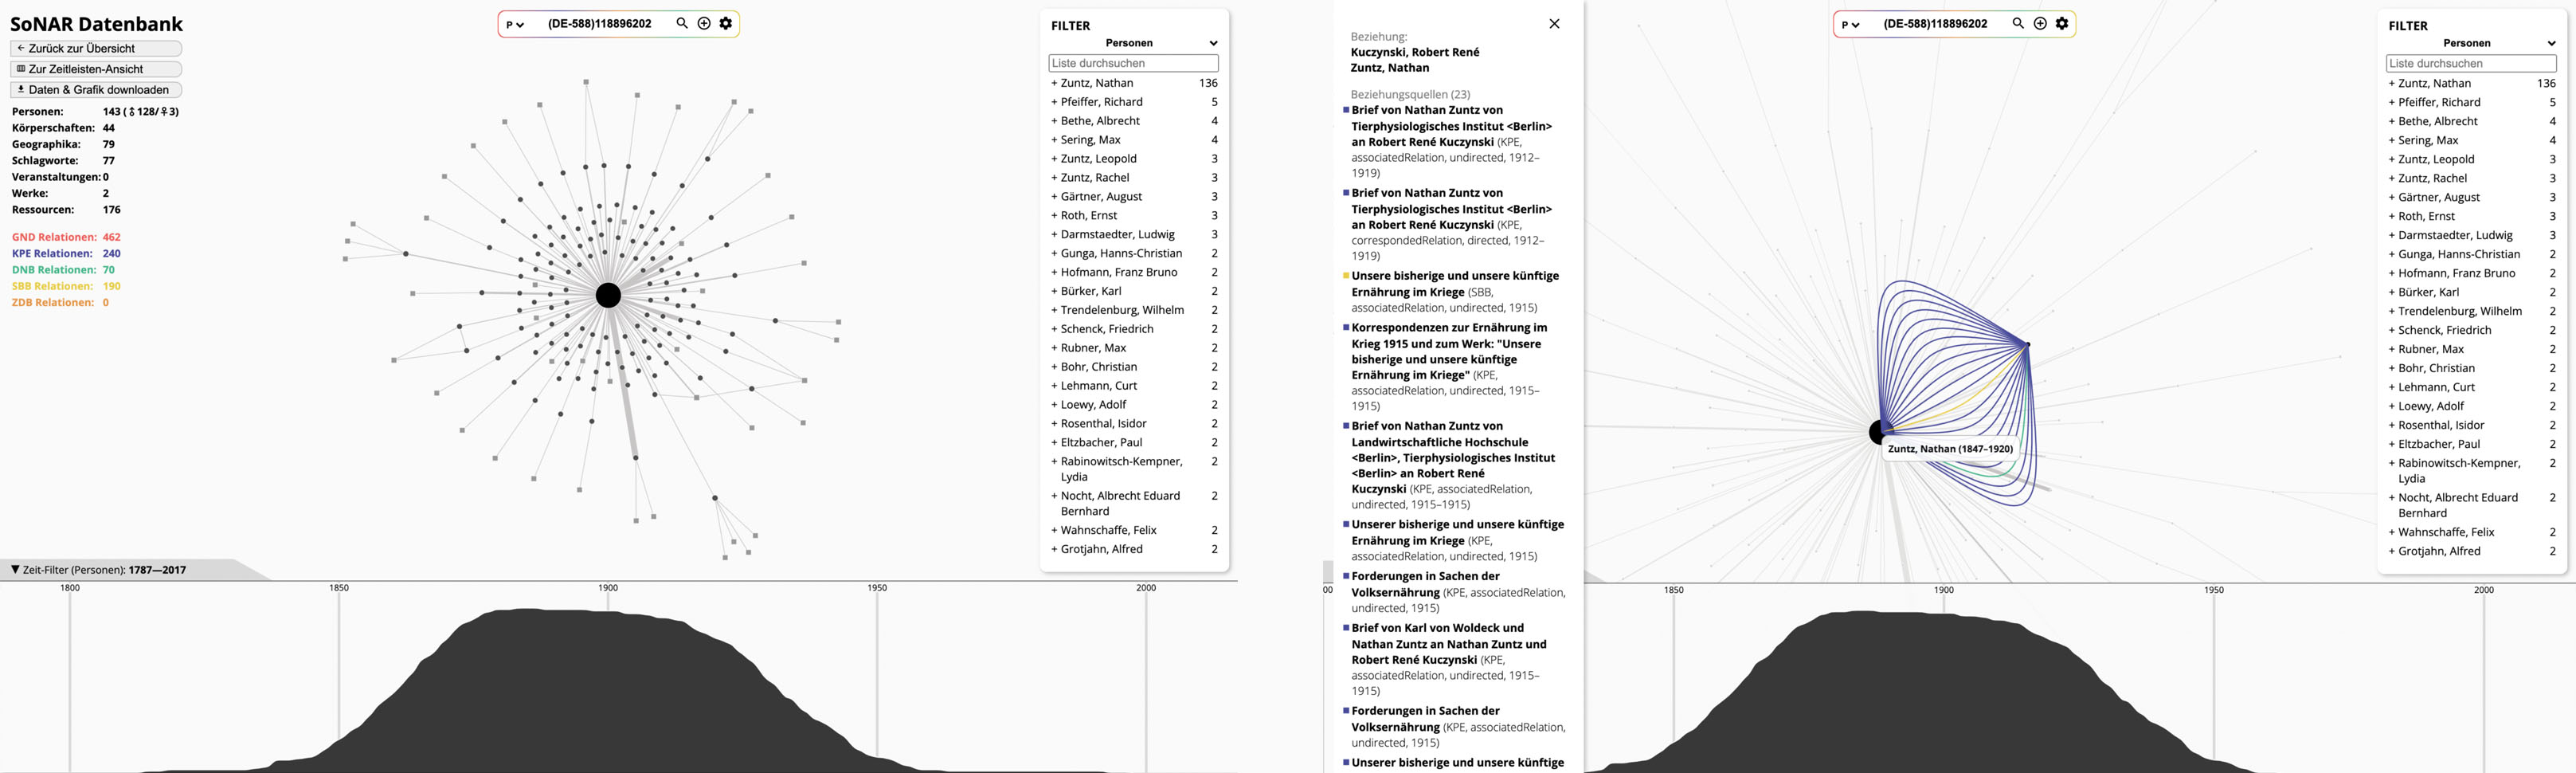 SoNAR Datenbank
← Zurück zur Übersicht
Zur Zeitleisten-Ansicht
Daten & Grafik downloaden
Personen: 143 (♂128/♀3)
Körperschaften: 44
Geographika: 79
Schlagworte: 77
Veranstaltungen: 0
Werke: 2
Ressourcen: 176
GND Relationen: 462
KPE Relationen: 240
DNB Relationen: 70
SBB Relationen: 190
ZDB Relationen: 0
P (DE-588)118896202
FILTER
Personen
Liste durchsuchen
+ Zuntz, Nathan 136
+ Pfeiffer, Richard 5
+ Bethe, Albrecht 4
+ Sering, Max 4
+ Zuntz, Leopold 3
+ Zuntz, Rachel 3
+ Gärtner, August 3
+ Roth, Ernst 3
+ Darmstaedter, Ludwig 3
+ Gunga, Hanns-Christian 2
+ Hofmann, Franz Bruno 2
+ Bürker, Karl 2
+ Trendelenburg, Wilhelm 2
+ Schenck, Friedrich 2
+ Rubner, Max 2
+ Bohr, Christian 2
+ Lehmann, Curt 2
+ Loewy, Adolf 2
+ Rosenthal, Isidor 2
+ Eltzbacher, Paul 2
+ Rabinowitsch-Kempner, 2
Lydia
+ Nocht, Albrecht Eduard 2
Bernhard
+ Wahnschaffe, Felix 2
+ Grotjahn, Alfred 2
▼ Zeit-Filter (Personen): 1787—2017
1800 1850 1900 1950 2000
Beziehung:
Kuczynski, Robert René
Zuntz, Nathan
Beziehungsquellen (23)
Brief von Nathan Zuntz von
Tierphysiologisches Institut <Berlin>
an Robert René Kuczynski (KPE,
associatedRelation, undirected, 1912–
1919)
Brief von Nathan Zuntz von
Tierphysiologisches Institut <Berlin>
an Robert René Kuczynski (KPE,
correspondedRelation, directed, 1912–
1919)
Unsere bisherige und unsere künftige
Ernährung im Kriege (SBB,
associatedRelation, undirected, 1915)
Korrespondenzen zur Ernährung im
Krieg 1915 und zum Werk: "Unsere
bisherige und unsere künftige
Ernährung im Kriege" (KPE,
associatedRelation, undirected, 1915–
1915)
Brief von Nathan Zuntz von
Landwirtschaftliche Hochschule
<Berlin>, Tierphysiologisches Institut
<Berlin> an Robert René
Kuczynski (KPE, associatedRelation,
undirected, 1915–1915)
Unserer bisherige und unsere künftige
Ernährung im Kriege (KPE,
associatedRelation, undirected, 1915)
Forderungen in Sachen der
Volksernährung (KPE, associatedRelation,
undirected, 1915)
Brief von Karl von Woldeck und
Nathan Zuntz an Nathan Zuntz und
Robert René Kuczynski (KPE,
associatedRelation, undirected, 1915–
1915)
Forderungen in Sachen der
Volksernährung (KPE, associatedRelation,
undirected, 1915)
Unserer bisherige und unsere künftige
P (DE-588)118896202
Zuntz, Nathan (1847–1920)
FILTER
Personen
Liste durchsuchen
+ Zuntz, Nathan 136
+ Pfeiffer, Richard 5
+ Bethe, Albrecht 4
+ Sering, Max 4
+ Zuntz, Leopold 3
+ Zuntz, Rachel 3
+ Gärtner, August 3
+ Roth, Ernst 3
+ Darmstaedter, Ludwig 3
+ Gunga, Hanns-Christian 2
+ Hofmann, Franz Bruno 2
+ Bürker, Karl 2
+ Trendelenburg, Wilhelm 2
+ Schenck, Friedrich 2
+ Rubner, Max 2
+ Bohr, Christian 2
+ Lehmann, Curt 2
+ Loewy, Adolf 2
+ Rosenthal, Isidor 2
+ Eltzbacher, Paul 2
+ Rabinowitsch-Kempner, 2
Lydia
+ Nocht, Albrecht Eduard 2
Bernhard
+ Wahnschaffe, Felix 2
+ Grotjahn, Alfred 2
00 1850 1900 1950 2000